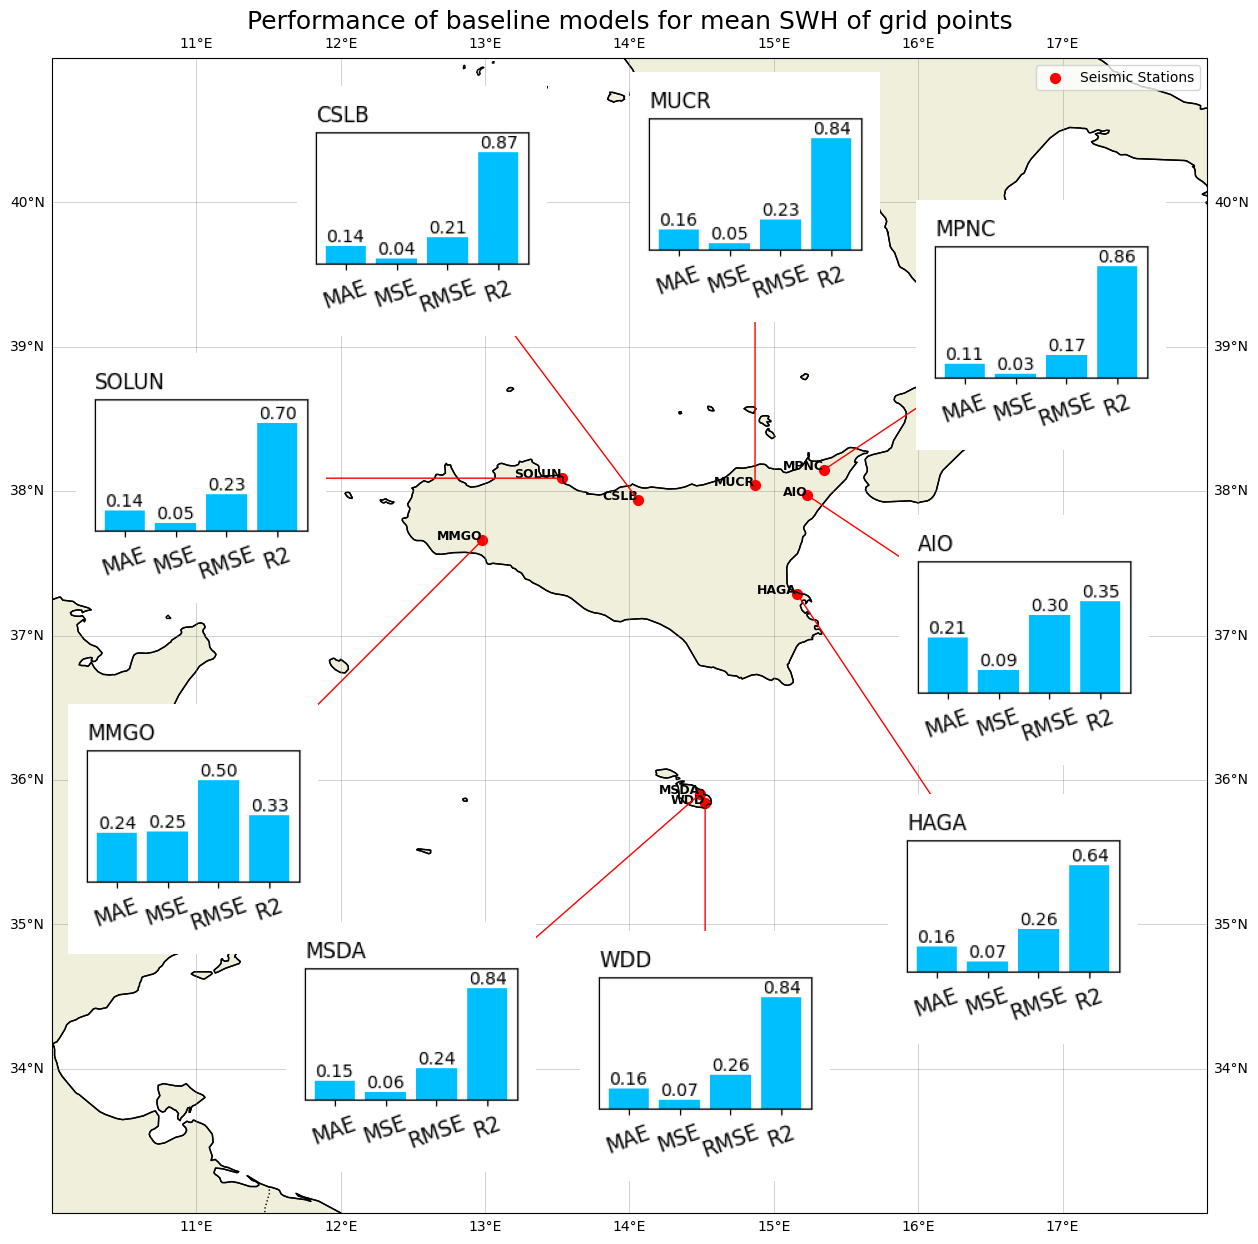 Performance of baseline models for mean SWH of grid points
11°E 12°E 13°E 14°E 15°E 16°E 17°E
Seismic Stations
CSLB
0.14 0.04 0.21 0.87
MAE MSE RMSE R2
MUCR
0.16 0.05 0.23 0.84
MAE MSE RMSE R2
MPNC
0.11 0.03 0.17 0.86
MAE MSE RMSE R2
SOLUN
0.14 0.05 0.23 0.70
MAE MSE RMSE R2
AIO
0.21 0.09 0.30 0.35
MAE MSE RMSE R2
MMGO
0.24 0.25 0.50 0.33
MAE MSE RMSE R2
HAGA
0.16 0.07 0.26 0.64
MAE MSE RMSE R2
MSDA
0.15 0.06 0.24 0.84
MAE MSE RMSE R2
WDD
0.16 0.07 0.26 0.84
MAE MSE RMSE R2
SOLUN
CSLB
MUCR
MPNC
AIO
MMGO
HAGA
MSDA
WDD
40°N 40°N
39°N 39°N
38°N 38°N
37°N 37°N
36°N 36°N
35°N 35°N
34°N 34°N
11°E 12°E 13°E 14°E 15°E 16°E 17°E